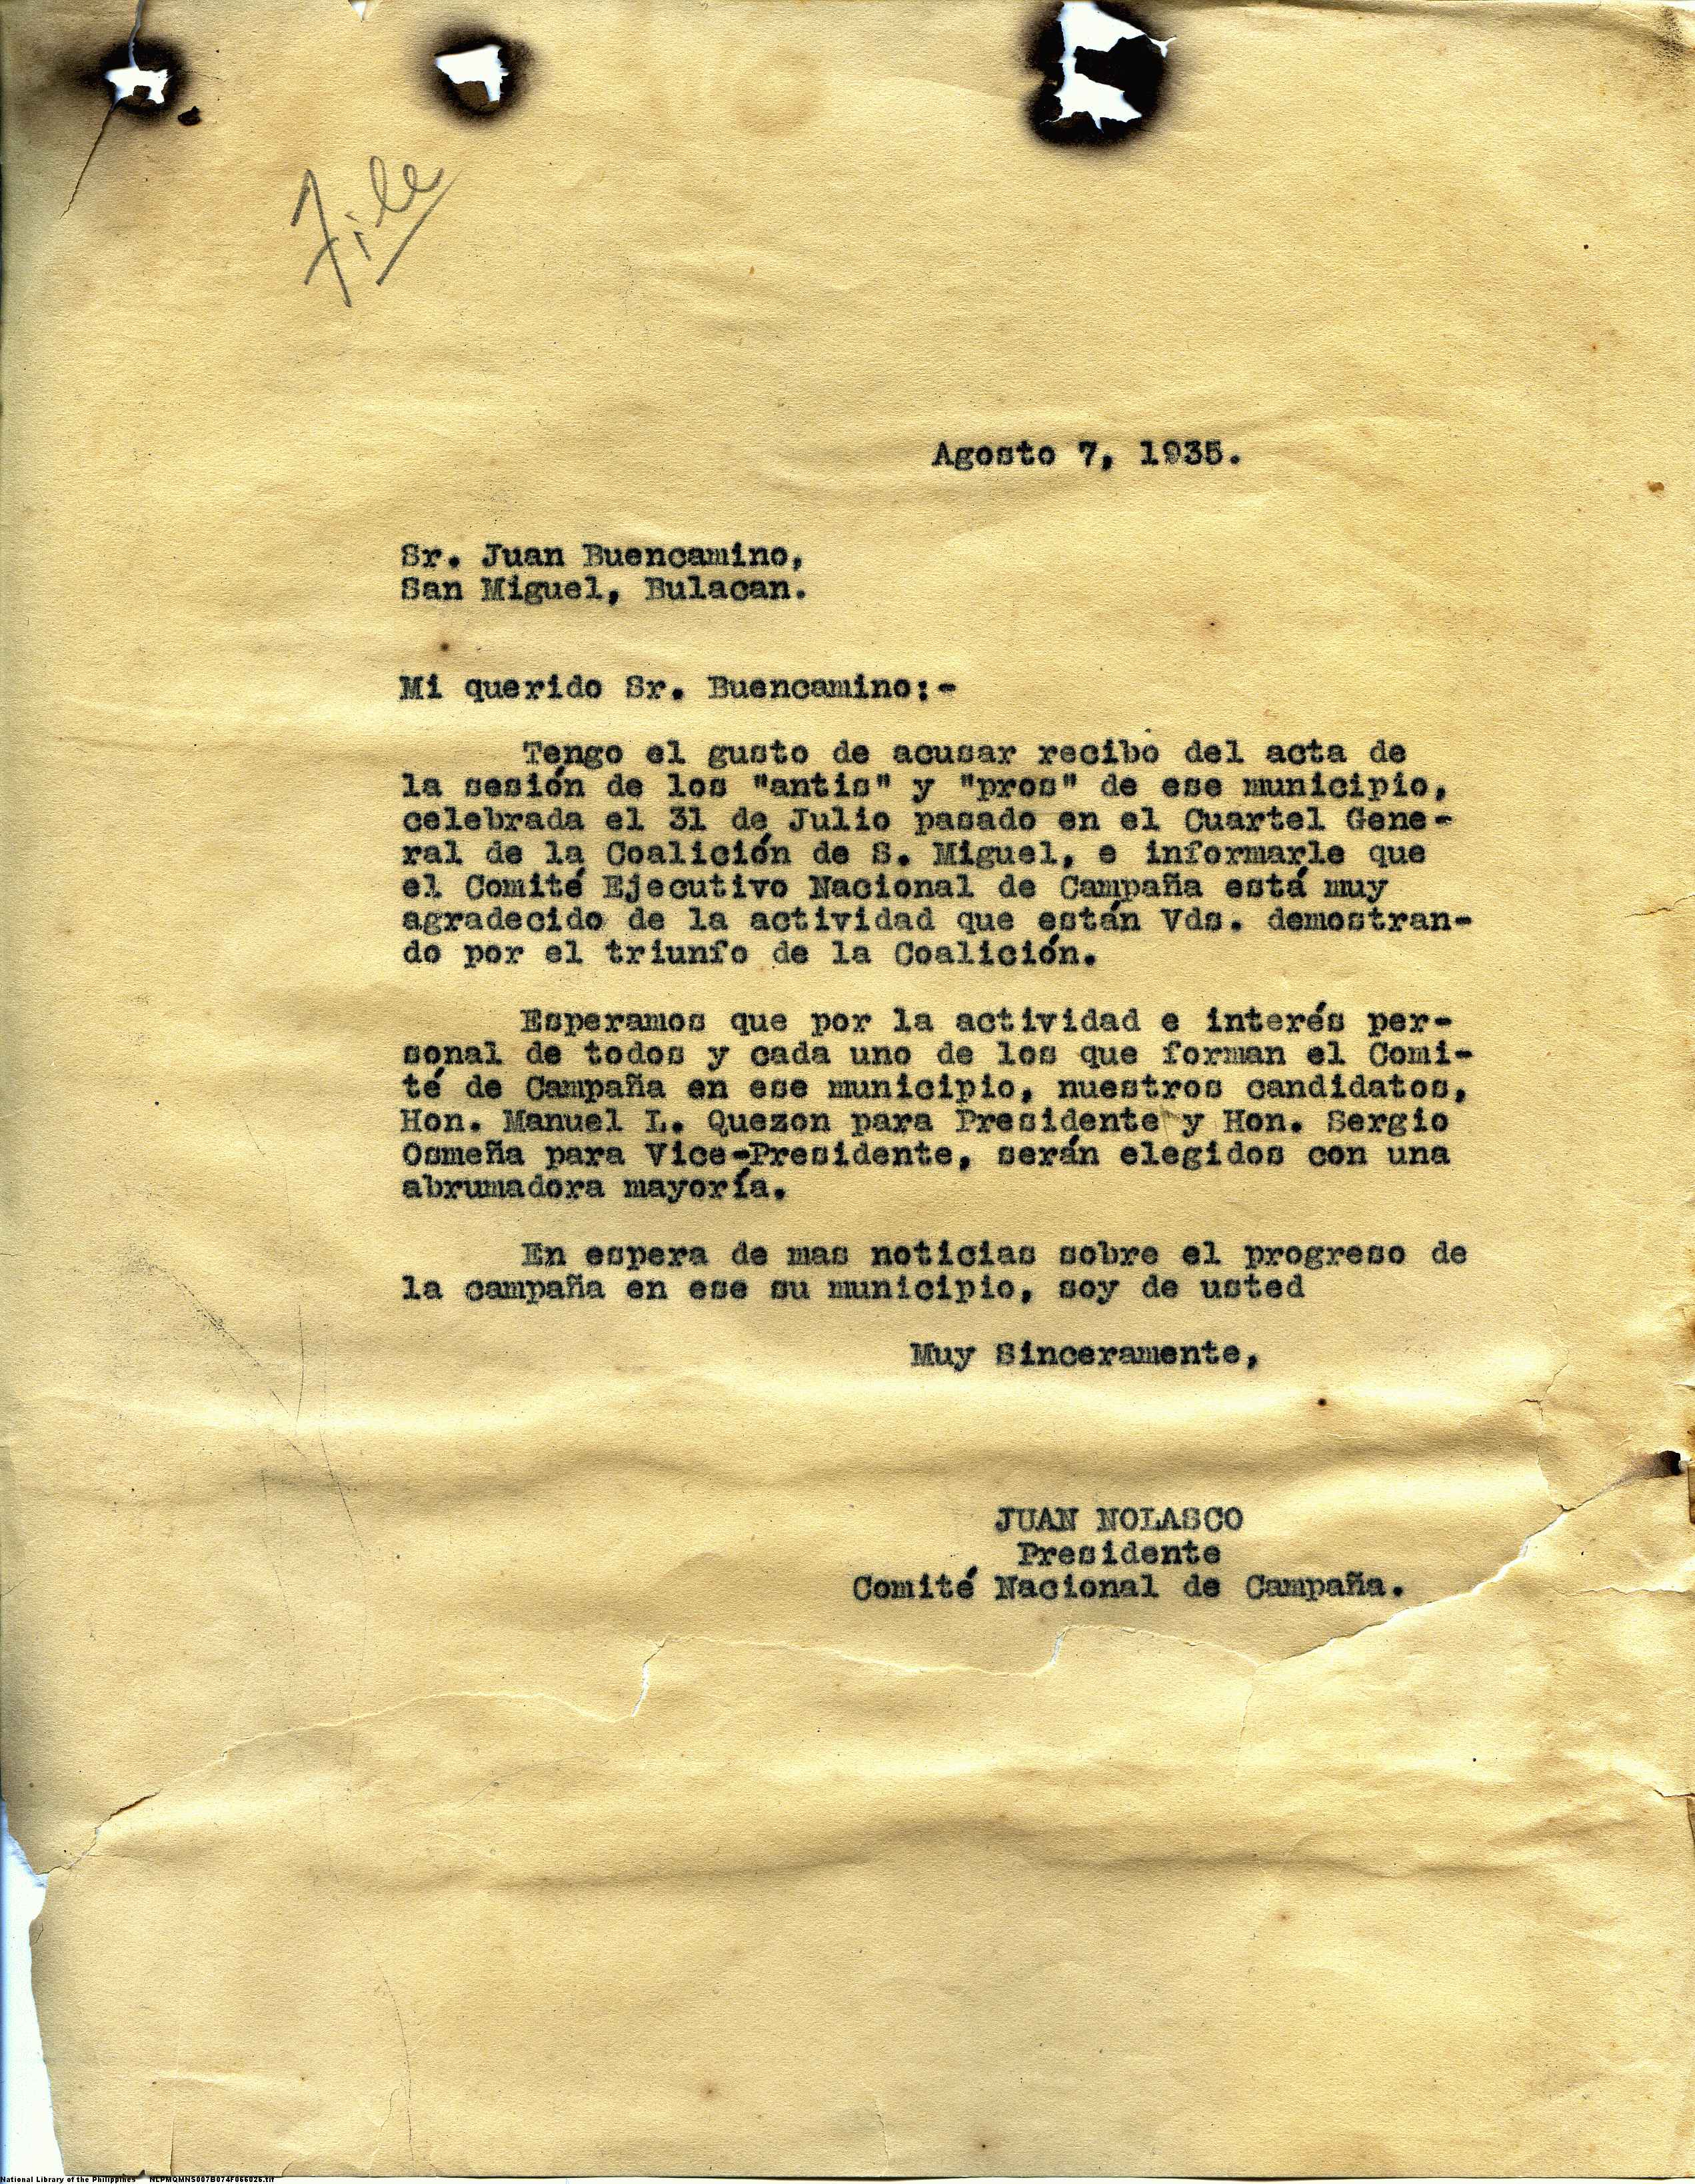 File
Agosto 7, 1935.
Sr. Juan Buencamino,
San Miguel, Bulacan.
Mi querido Sr. Buencamino:-
Tengo el gusto de acusar recibo del acta de
la sesión de los "antis" y "pros" de ese municipio,
celebrada el 31 de Julio pasado en el Cuartel Gene-
ral de la Coalición de S. Miguel, e informarle que
el Comité Ejecutivo Nacional de Campaña está muy
agradecido de la actividad que están Vds. demostran-
do por el triunfo de la Coalición.
Esperamos que por la actividad e interés per-
sonal de todos y cada uno de los que forman el Comi-
té de Campaña en ese municipio, nuestros candidatos,
Hon. Manuel L. Quezon para Presidente y Hon. Sergio
Osmeña para Vice-Presidente, serán elegidos con una
abrumadora mayoría.
En espera de mas noticias sobre el progreso de
la campaña en ese su municipio, soy de usted
Muy Sinceramente,
JUAN NOLASCO
Presidente
Comité Nacional de Campaña.
National Library of the Philippines NLPMQMNS007B074F066026.tif